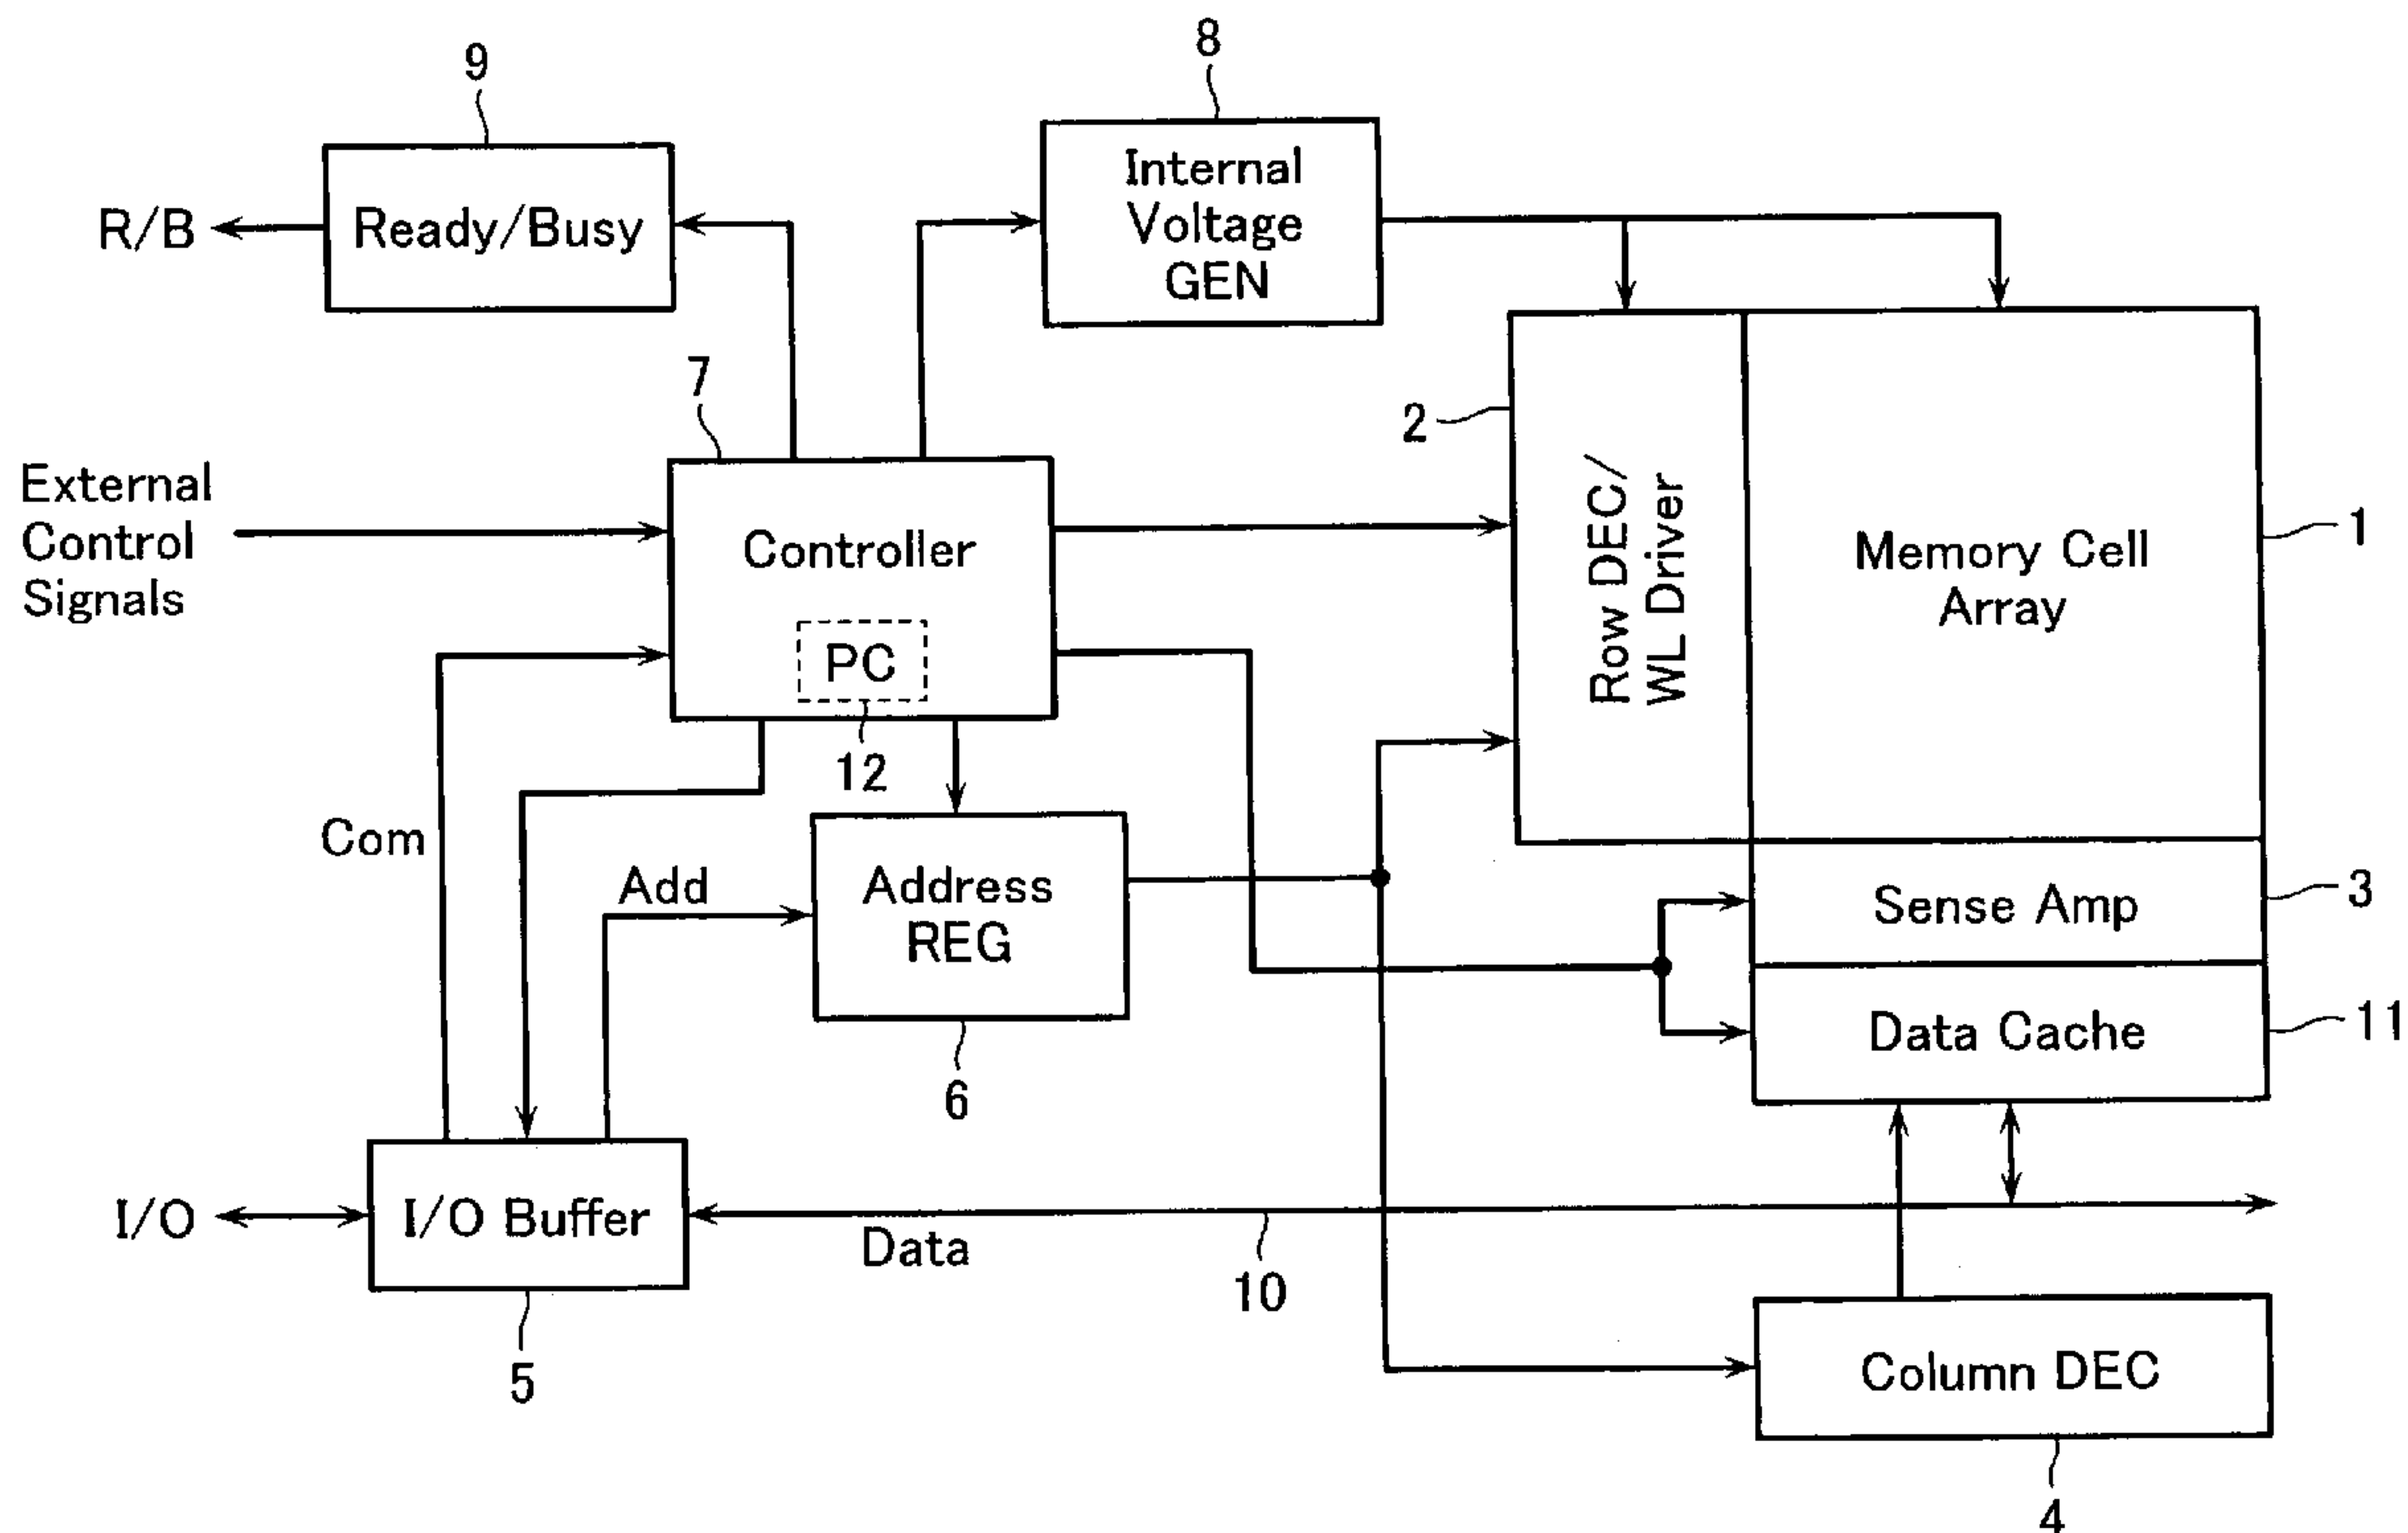 8
9
Internal
Voltage
GEN
R/B
Ready/Busy
7
2
External
Control
Signals
Controller
PC
12
Row DEC/
WL Driver
Memory Cell
Array
1
Com
Add
Address
REG
6
Sense Amp
3
Data Cache
11
I/O
I/O Buffer
5
Data
10
Column DEC
4